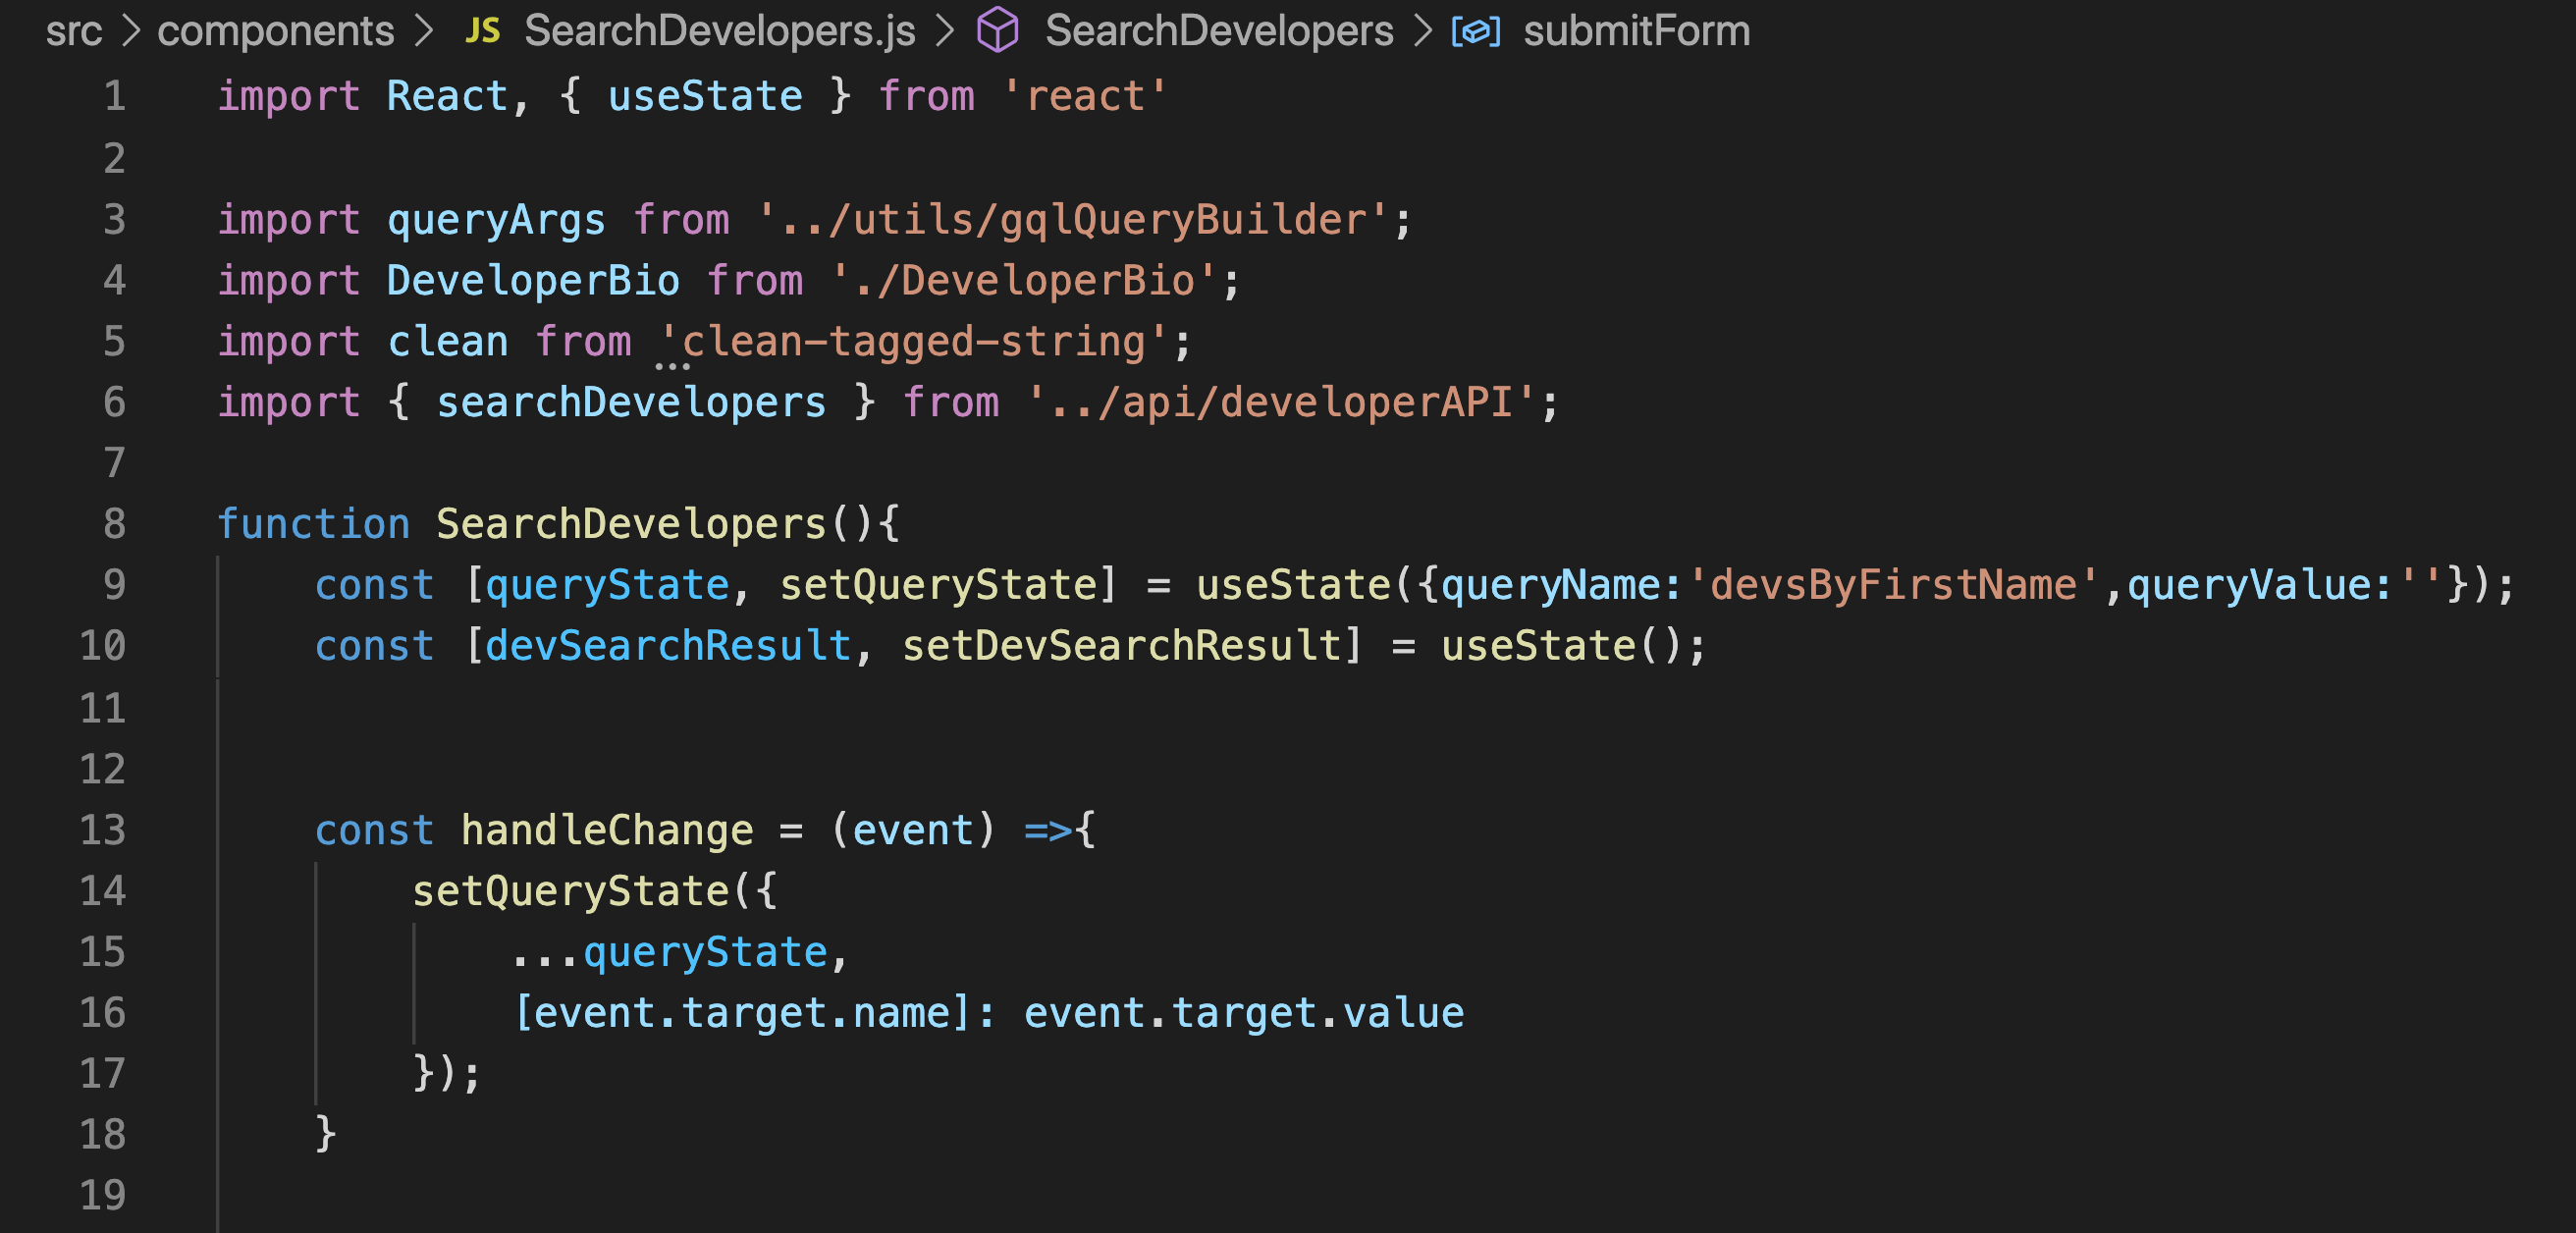 src > components > JS SearchDevelopers.js > SearchDevelopers > submitForm
1 import React, { useState } from 'react'
2
3 import queryArgs from '../utils/gqlQueryBuilder';
4 import DeveloperBio from './DeveloperBio';
5 import clean from 'clean-tagged-string';
6 import { searchDevelopers } from '../api/developerAPI';
7
8 function SearchDevelopers(){
9     const [queryState, setQueryState] = useState({queryName:'devsByFirstName',queryValue:''});
10     const [devSearchResult, setDevSearchResult] = useState();
11
12
13     const handleChange = (event) =>{
14         setQueryState({
15             ...queryState,
16             [event.target.name]: event.target.value
17         });
18     }
19